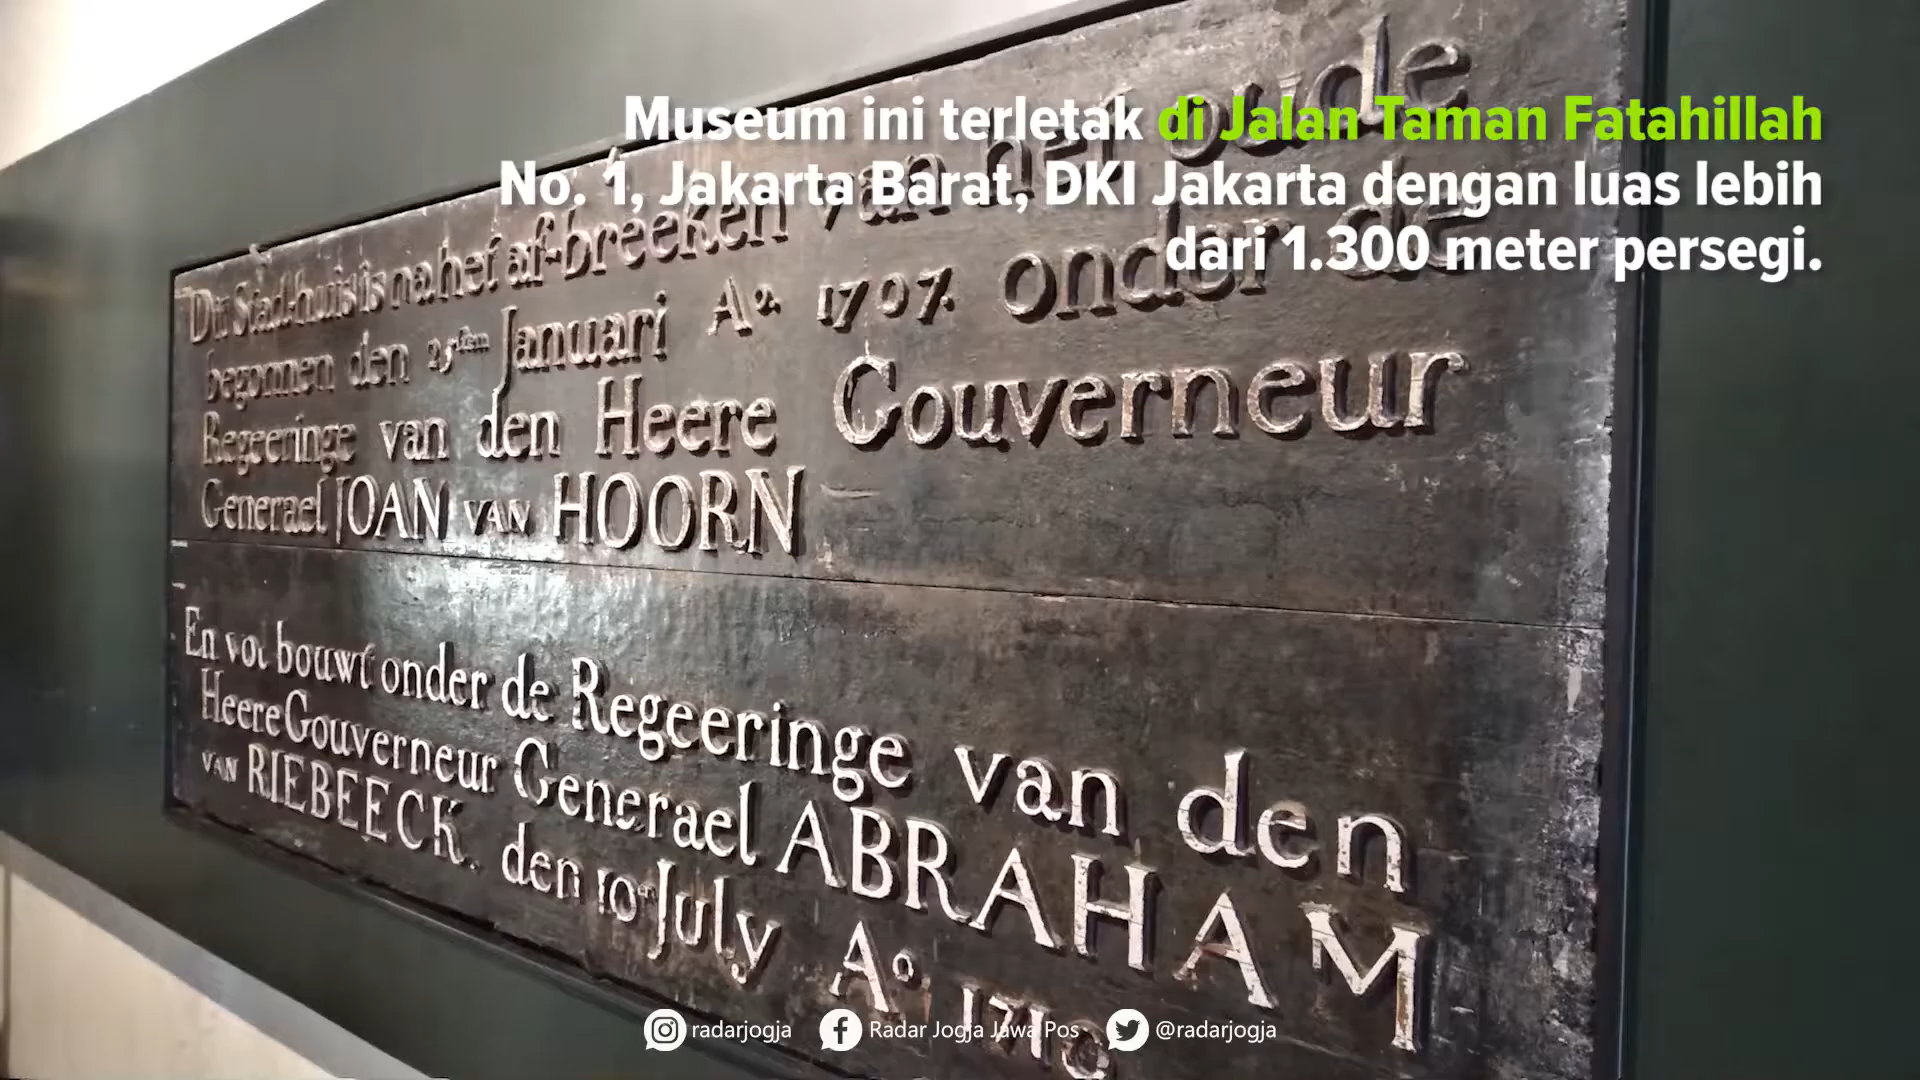 Museum ini terletak di Jalan Taman Fatahillah
No. 1, Jakarta Barat, DKI Jakarta dengan luas lebih
dari 1.300 meter persegi.
Dit Stad-huis is na het af-breeken van het oude
begonnen den 25sten Januari Ao. 1707. onder de
Regeeringe van den Heere Gouverneur
Generael JOAN VAN HOORN
En vol bouwt onder de Regeeringe van den
Heere Gouverneur Generael ABRAHAM
VAN RIEBEECK. den 10en July Ao 1710
radarjogja
Radar Jogja Jawa Pos
@radarjogja